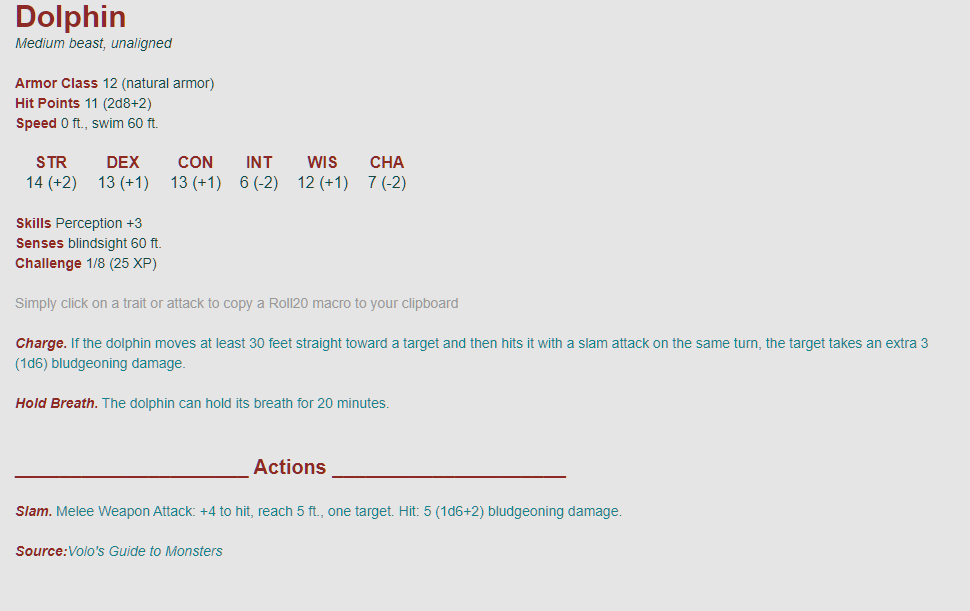 Dolphin
Medium beast, unaligned
Armor Class 12 (natural armor)
Hit Points 11 (2d8+2)
Speed 0 ft., swim 60 ft.
STR DEX CON INT WIS CHA
14 (+2) 13 (+1) 13 (+1) 6 (-2) 12 (+1) 7 (-2)
Skills Perception +3
Senses blindsight 60 ft.
Challenge 1/8 (25 XP)
Simply click on a trait or attack to copy a Roll20 macro to your clipboard
Charge. If the dolphin moves at least 30 feet straight toward a target and then hits it with a slam attack on the same turn, the target takes an extra 3
(1d6) bludgeoning damage.
Hold Breath. The dolphin can hold its breath for 20 minutes.
Actions
Slam. Melee Weapon Attack: +4 to hit, reach 5 ft., one target. Hit: 5 (1d6+2) bludgeoning damage.
Source:Volo's Guide to Monsters